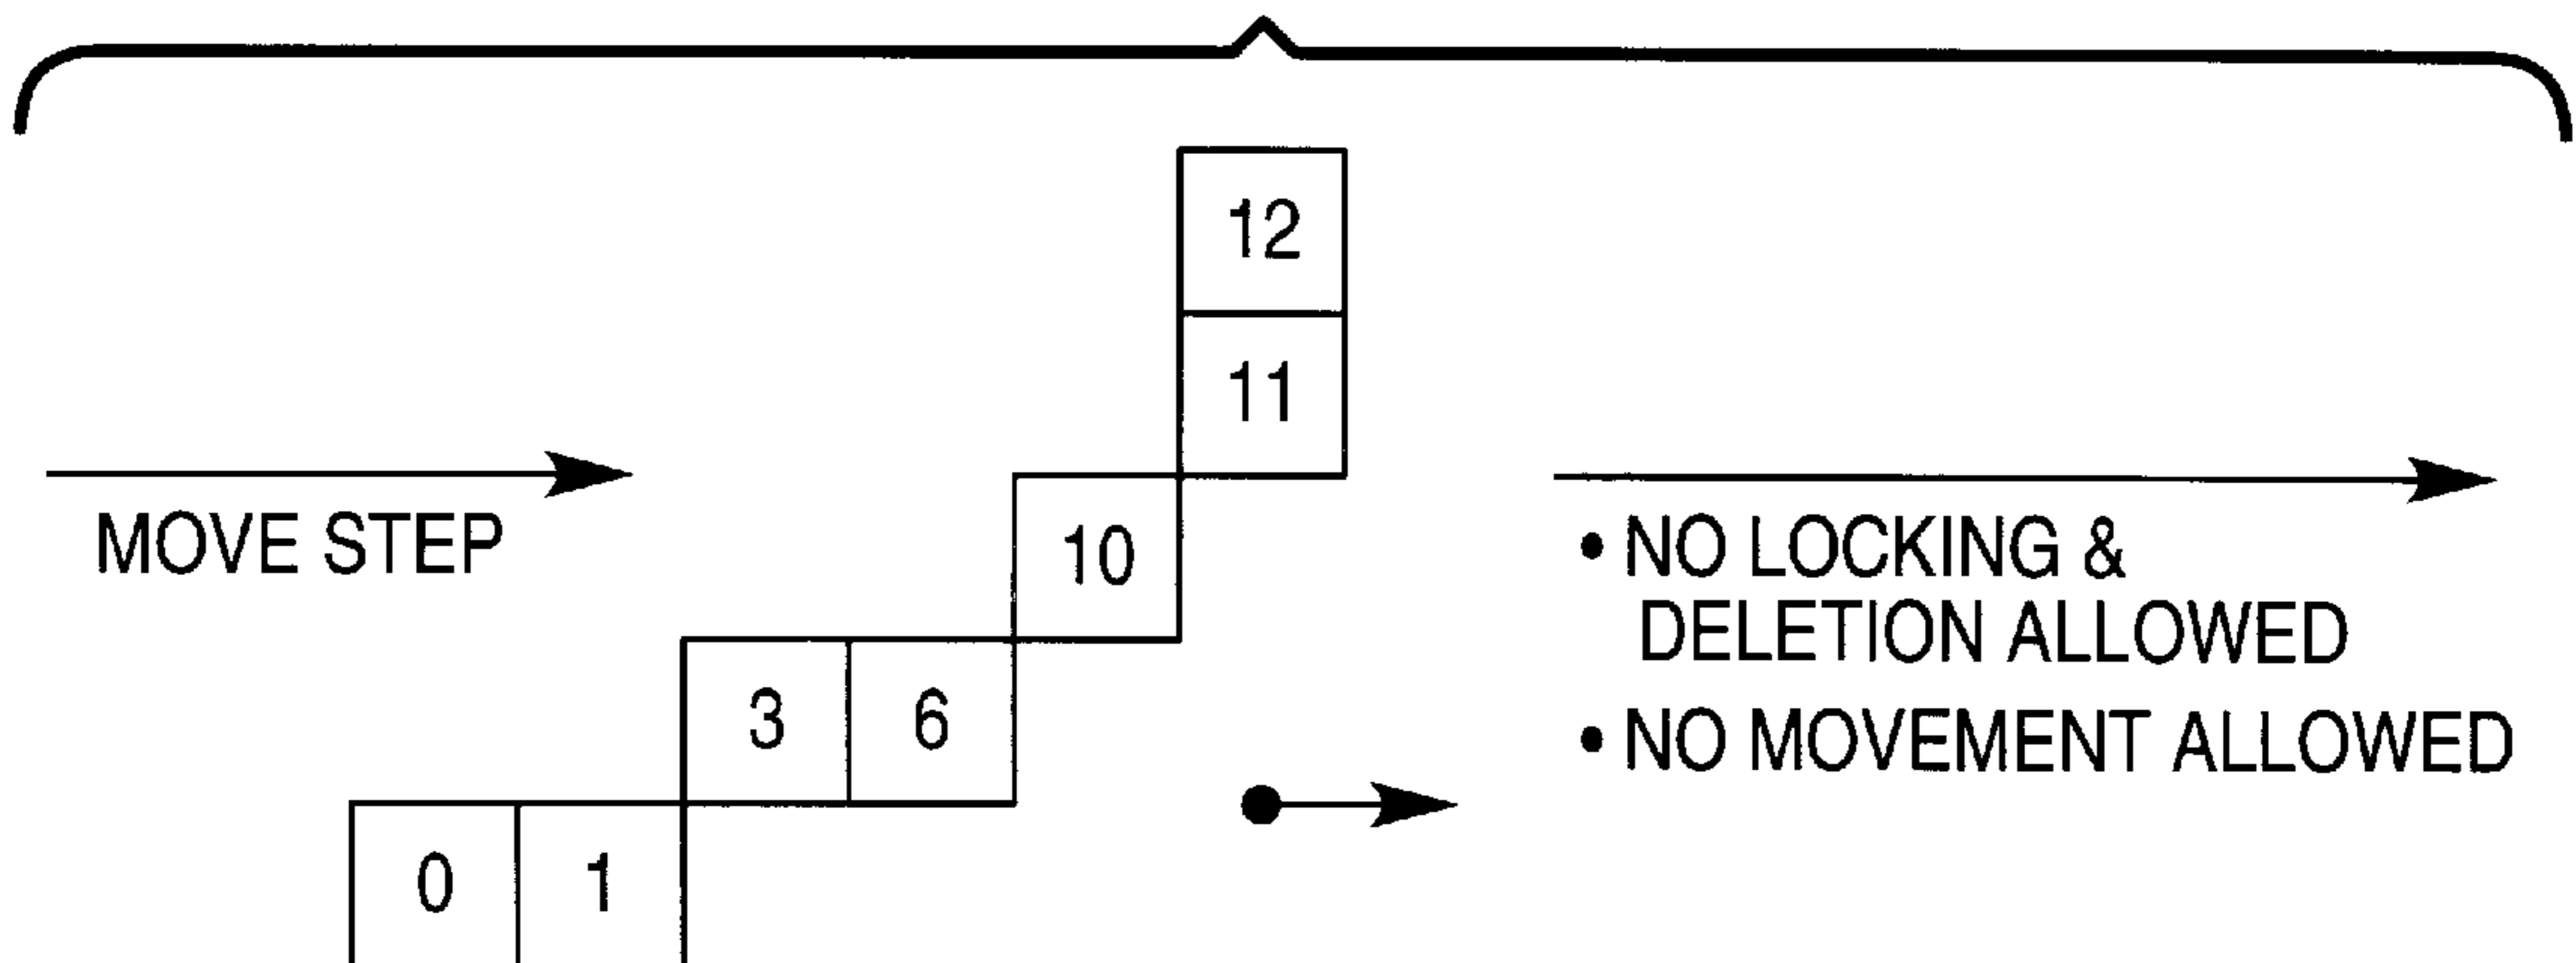 12
11
MOVE STEP
10
• NO LOCKING &
DELETION ALLOWED
3 6
• NO MOVEMENT ALLOWED
0 1